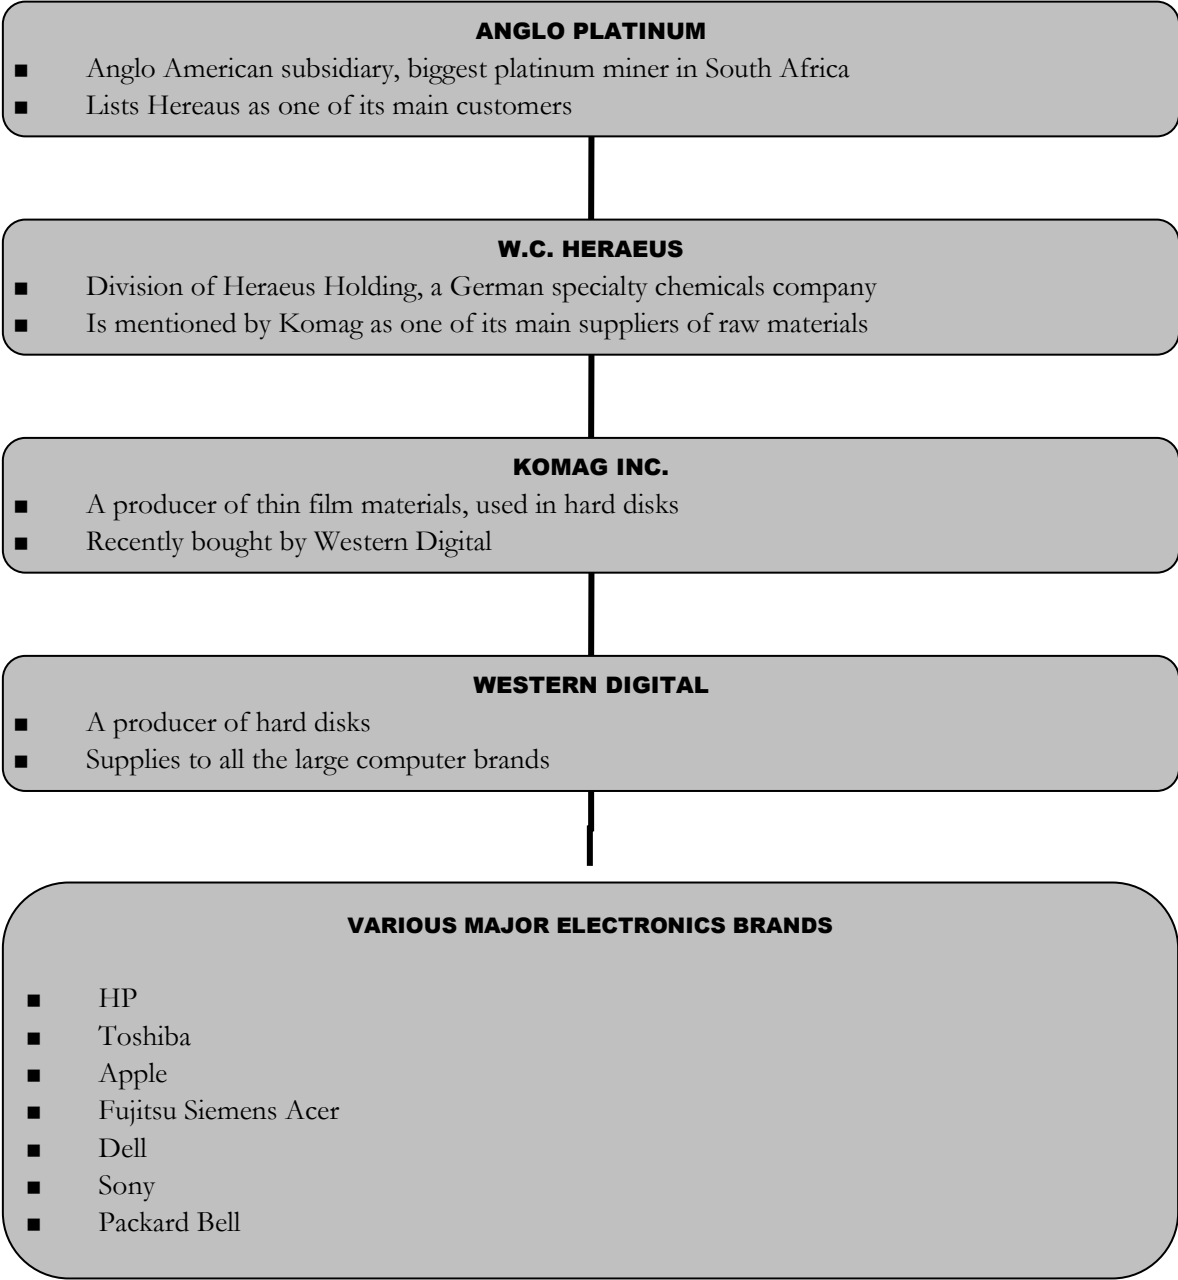 ANGLO PLATINUM
■ Anglo American subsidiary, biggest platinum miner in South Africa
■ Lists Hereaus as one of its main customers
W.C. HERAEUS
■ Division of Heraeus Holding, a German specialty chemicals company
■ Is mentioned by Komag as one of its main suppliers of raw materials
KOMAG INC.
■ A producer of thin film materials, used in hard disks
■ Recently bought by Western Digital
WESTERN DIGITAL
■ A producer of hard disks
■ Supplies to all the large computer brands
VARIOUS MAJOR ELECTRONICS BRANDS
■ HP
■ Toshiba
■ Apple
■ Fujitsu Siemens Acer
■ Dell
■ Sony
■ Packard Bell